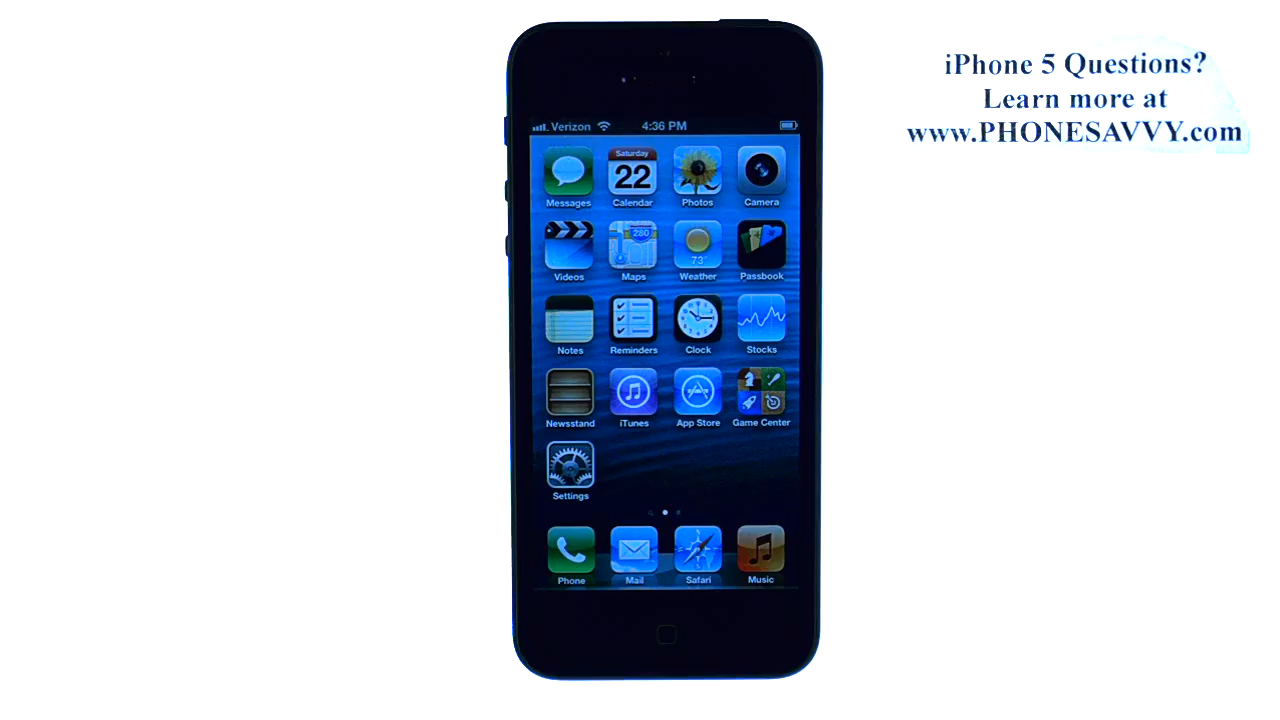 iPhone 5 Questions?
Learn more at
www.PHONESAVVY.com
Verizon 4:36 PM
Saturday
22
Messages Calendar Photos Camera
280
73°
Videos Maps Weather Passbook
Notes Reminders Clock Stocks
Newsstand iTunes App Store Game Center
Settings
Phone Mail Safari Music